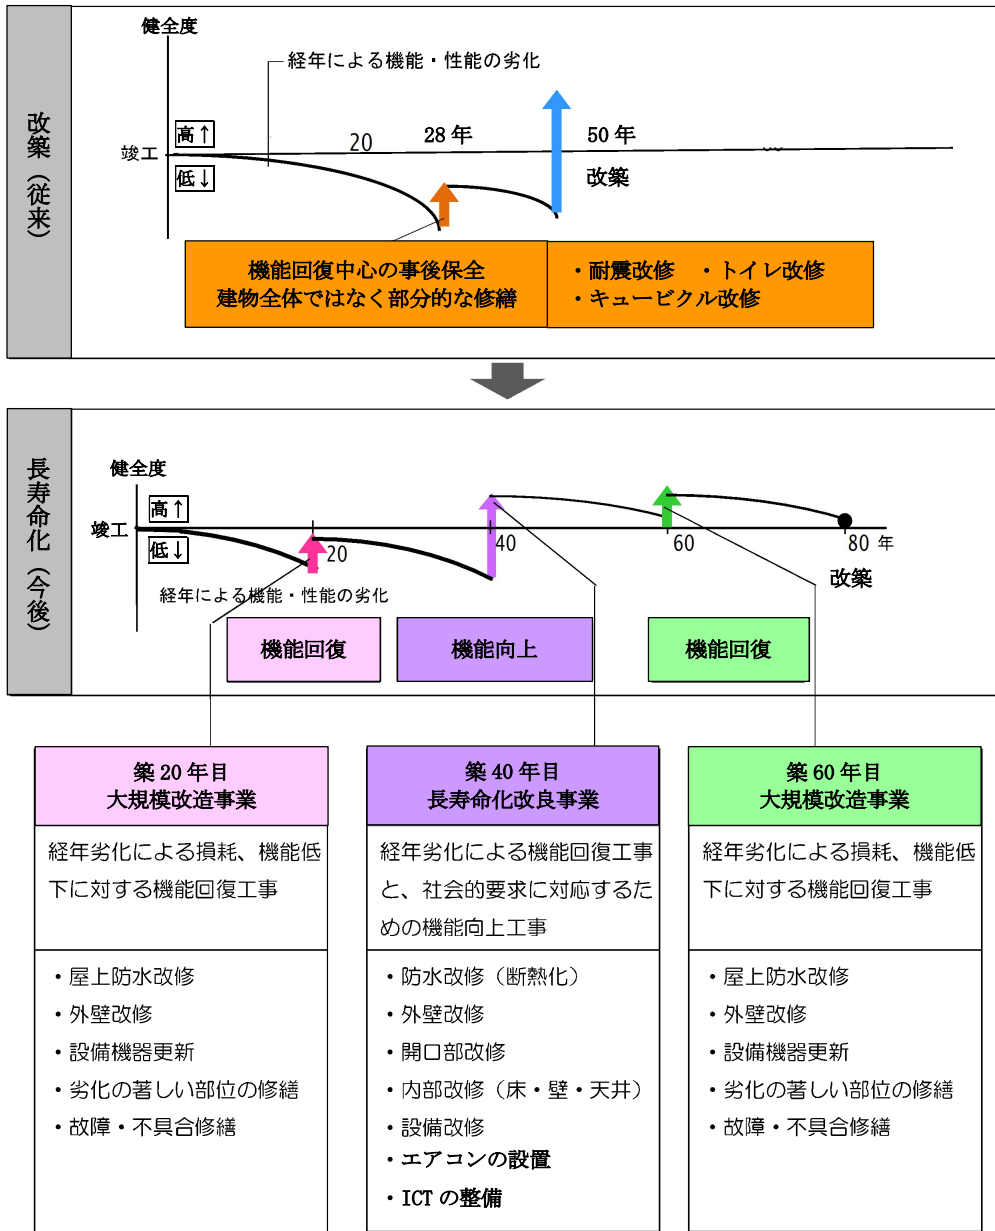 改築（従来）
健全度
経年による機能・性能の劣化
高↑
20
28 年
50 年
竣工
低↓
改築
機能回復中心の事後保全
建物全体ではなく部分的な修繕
・耐震改修　・トイレ改修
・キュービクル改修
長寿命化（今後）
健全度
高↑
竣工
低↓
20
40
60
80 年
改築
経年による機能・性能の劣化
機能回復
機能向上
機能回復
築 20 年目
大規模改造事業
経年劣化による損耗、機能低
下に対する機能回復工事
・屋上防水改修
・外壁改修
・設備機器更新
・劣化の著しい部位の修繕
・故障・不具合修繕
築 40 年目
長寿命化改良事業
経年劣化による機能回復工事
と、社会的要求に対応するた
めの機能向上工事
・防水改修（断熱化）
・外壁改修
・開口部改修
・内部改修（床・壁・天井）
・設備改修
・エアコンの設置
・ICT の整備
築 60 年目
大規模改造事業
経年劣化による損耗、機能低
下に対する機能回復工事
・屋上防水改修
・外壁改修
・設備機器更新
・劣化の著しい部位の修繕
・故障・不具合修繕